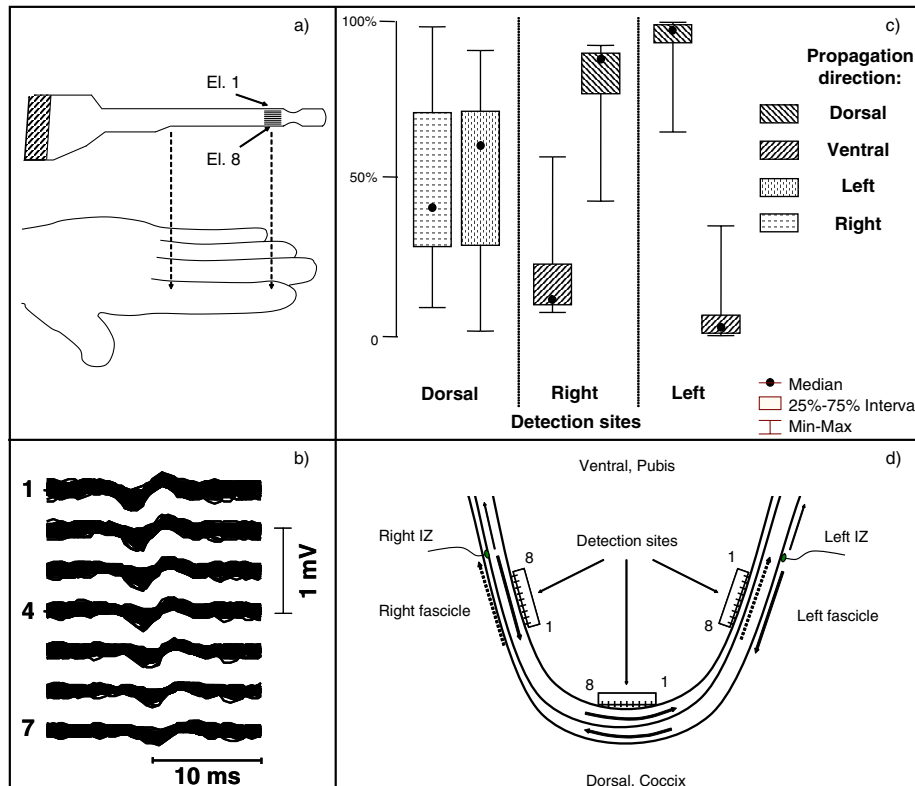 a)
El. 1
El. 8
100%
50%
0
c)
Propagation
direction:
Dorsal
Ventral
Left
Right
Dorsal
Right
Left
Detection sites
Median
25%-75% Interva
Min-Max
b)
1
4
7
1 mV
10 ms
d)
Ventral, Pubis
Right IZ
Detection sites
Left IZ
8
1
1
8
Right fascicle
Left fascicle
8
1
Dorsal, Coccix